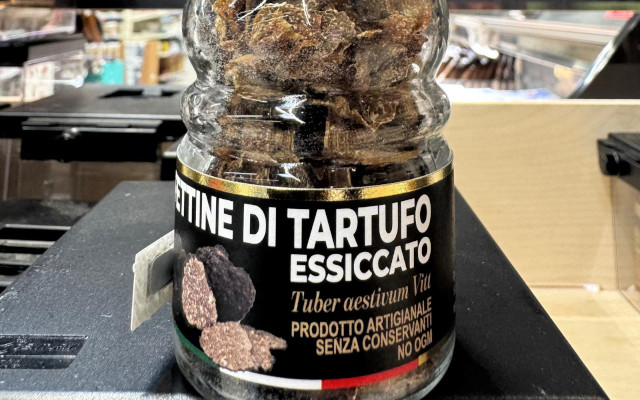 ETTINE DI TARTUFO
ESSICCATO
Tuber aestivum Vitt
PRODOTTO ARTIGIANALE
SENZA CONSERVANTI
NO OGM